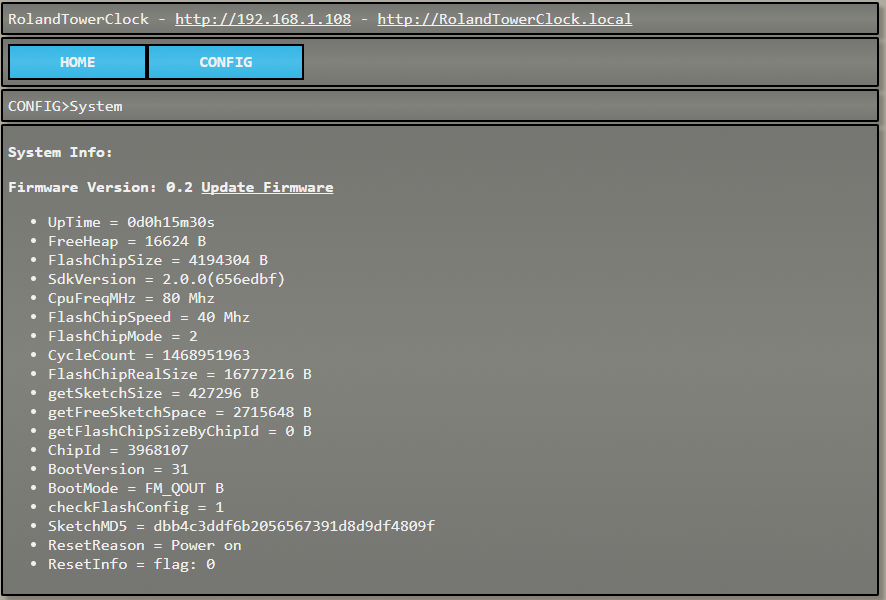 RolandTowerClock - http://192.168.1.108 - http://RolandTowerClock.local
HOME CONFIG
CONFIG>System
System Info:
Firmware Version: 0.2 Update Firmware
• UpTime = 0d0h15m30s
• FreeHeap = 16624 B
• FlashChipSize = 4194304 B
• SdkVersion = 2.0.0(656edbf)
• CpuFreqMHz = 80 Mhz
• FlashChipSpeed = 40 Mhz
• FlashChipMode = 2
• CycleCount = 1468951963
• FlashChipRealSize = 16777216 B
• getSketchSize = 427296 B
• getFreeSketchSpace = 2715648 B
• getFlashChipSizeByChipId = 0 B
• ChipId = 3968107
• BootVersion = 31
• BootMode = FM_QOUT B
• checkFlashConfig = 1
• SketchMD5 = dbb4c3ddf6b2056567391d8d9df4809f
• ResetReason = Power on
• ResetInfo = flag: 0